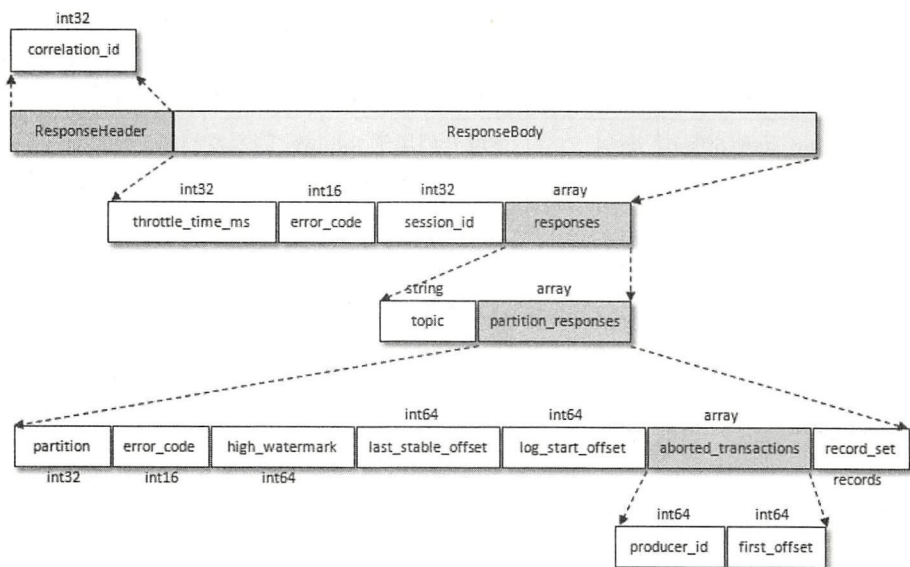 int32
correlation_id
ResponseHeader ResponseBody
int32 int16 int32 array
throttle_time_ms error_code session_id responses
string array
topic partition_responses
int64 int64 array
partition error_code high_watermark last_stable_offset log_start_offset aborted_transactions record_set
int32 int16 int64 records
int64 int64
producer_id first_offset